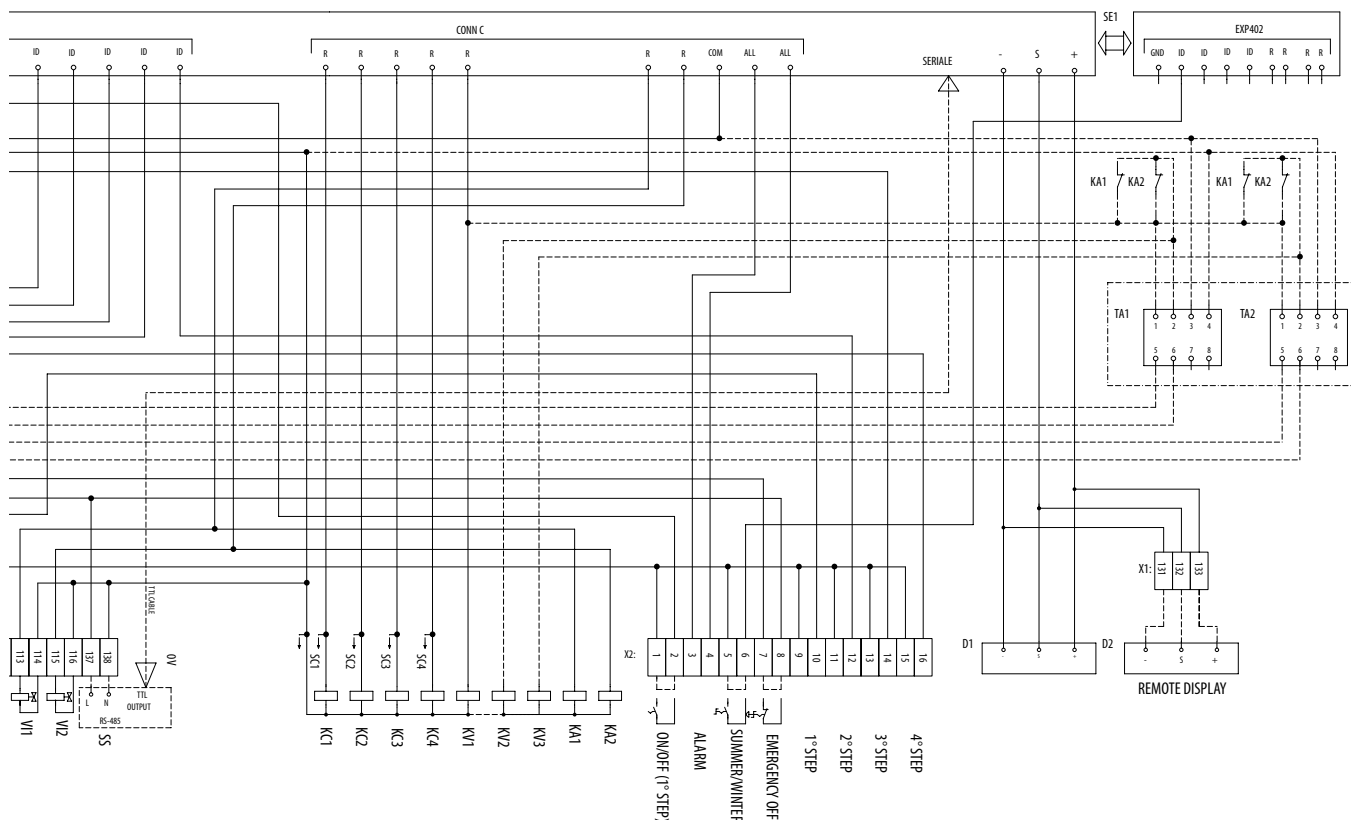 SE1
CONN C
EXP402
ID ID ID ID ID
R R R R R
R R COM ALL ALL
SERIALE
- S +
GND ID ID ID ID R R R R
KA1 KA2 KA1 KA2
TA1 TA2
1 2 3 4
5 6 7 8
1 2 3 4
5 6 7 8
TTL CABLE
X1: 131 132 133
0V
113 114 115 116 137 138
SC1 SC2 SC3 SC4
X2: 1 2 3 4 5 6 7 8 9 10 11 12 13 14 15 16
D1 - S + D2 - S +
REMOTE DISPLAY
L N TTL
OUTPUT
RS-485
VI1 VI2 SS
KC1 KC2 KC3 KC4 KV1 KV2 KV3 KA1 KA2
ON/OFF (1° STEP)
ALARM
SUMMER/WINTER
EMERGENCY OFF
1° STEP
2° STEP
3° STEP
4° STEP